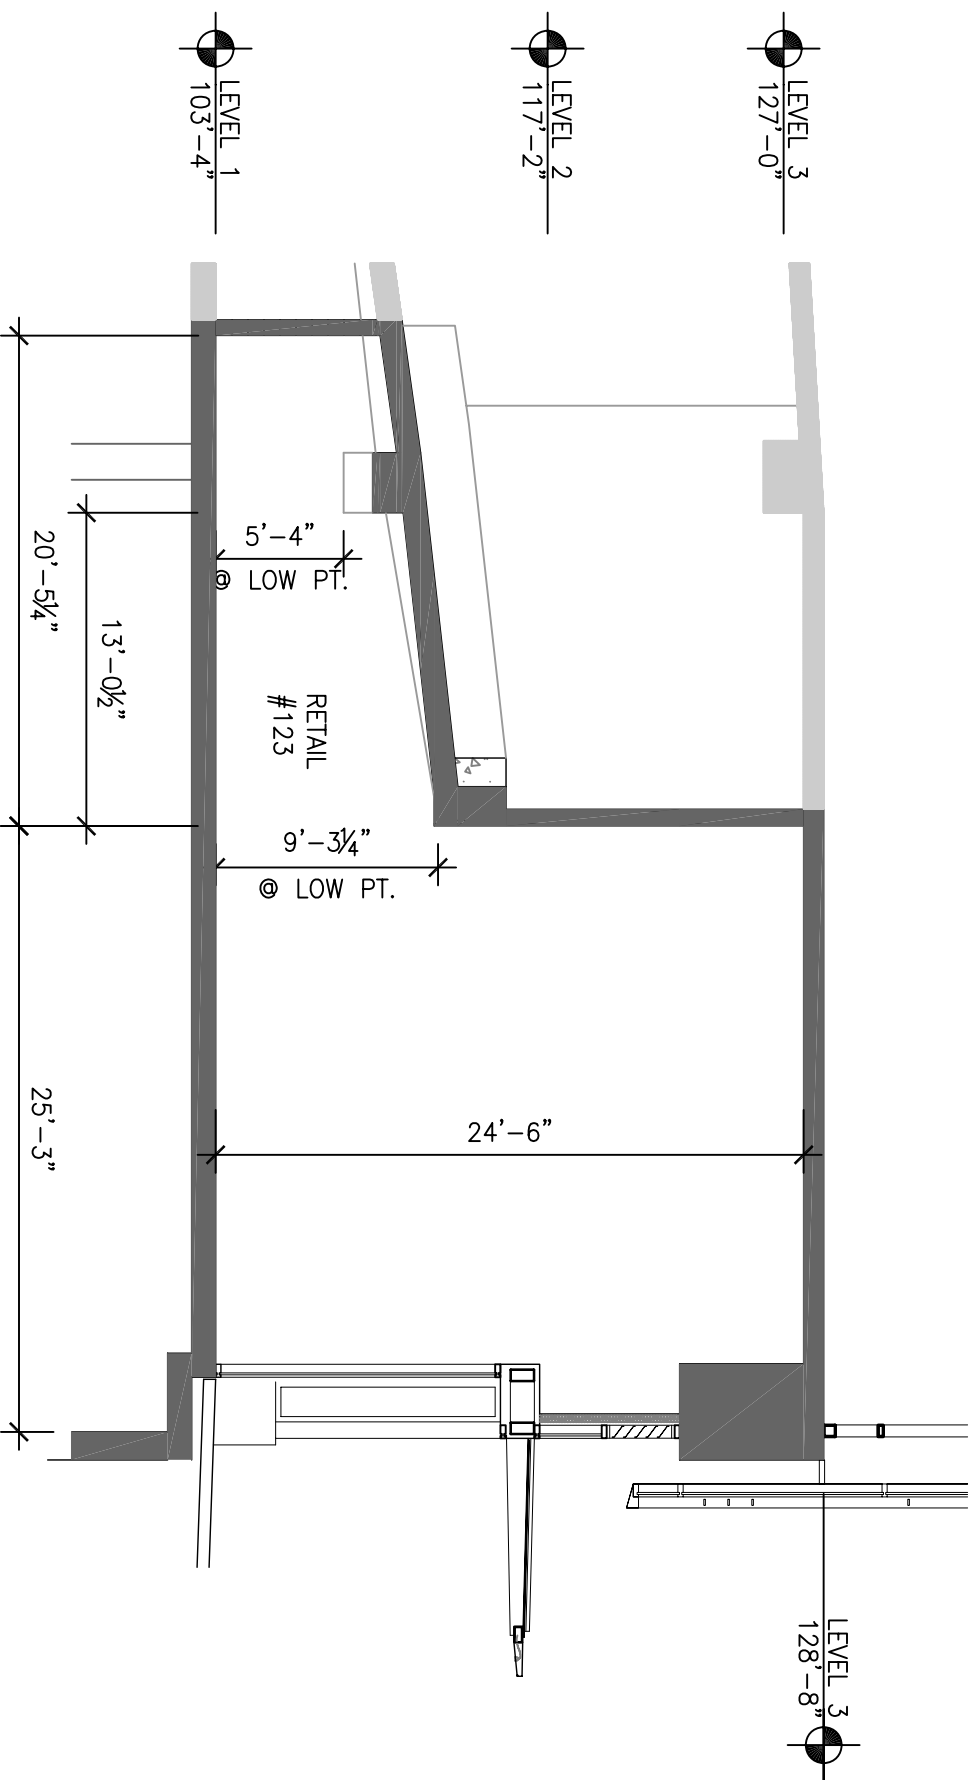 LEVEL 3
127'-0"
LEVEL 2
117'-2"
LEVEL 1
103'-4"
5'-4"
@ LOW PT.
20'-5¼"
13'-0½"
RETAIL
#123
9'-3¼"
@ LOW PT.
25'-3"
24'-6"
LEVEL 3
128'-8"